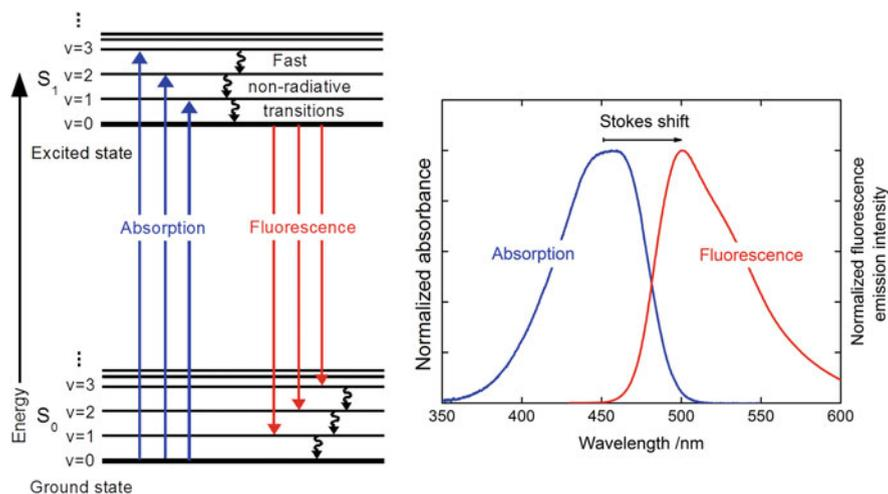 ⋮
v=3
v=2
S1
v=1
v=0
Fast
non-radiative
transitions
Excited state
Absorption
Fluorescence
Energy
⋮
v=3
v=2
S0
v=1
v=0
Ground state
Stokes shift
Absorption
Fluorescence
Normalized absorbance
Normalized fluorescence
emission intensity
350 400 450 500 550 600
Wavelength /nm